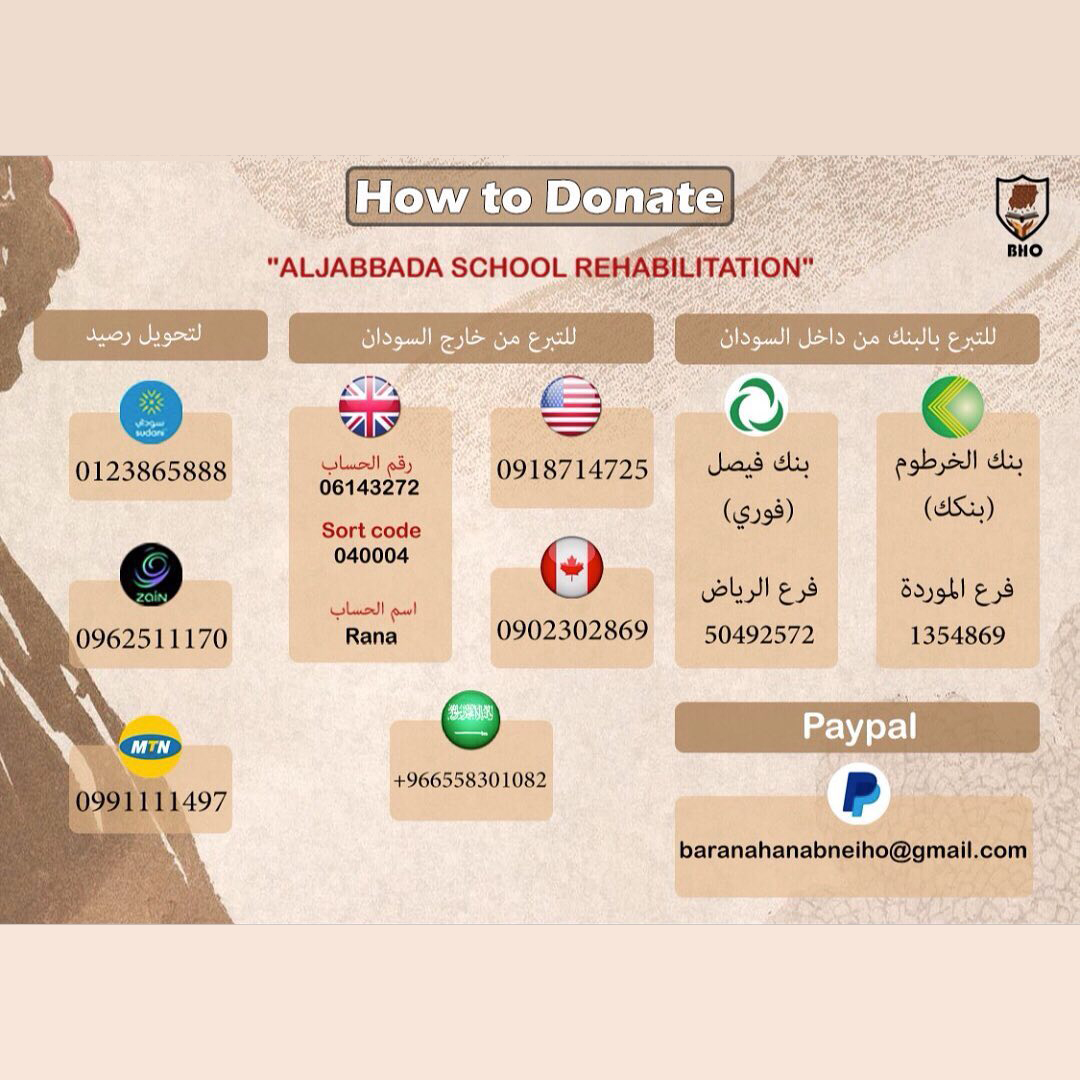 How to Donate
BHO
"ALJABBADA SCHOOL REHABILITATION"
للتبرع بالبنك من داخل السودان
بنك الخرطوم
(بنكك)
فرع الموردة
1354869
بنك فيصل
(فوري)
فرع الرياض
50492572
للتبرع من خارج السودان
0918714725
0902302869
رقم الحساب
06143272
Sort code
040004
اسم الحساب
Rana
+966558301082
لتحويل رصيد
سوداني
sudani
0123865888
zain
0962511170
MTN
0991111497
Paypal
baranahanabneiho@gmail.com